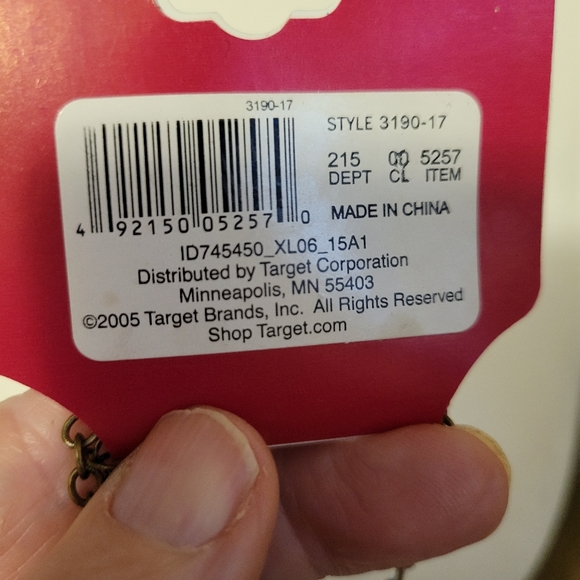 3190-17
STYLE 3190-17
215 00 5257
DEPT CL ITEM
4 92150 05257 0
MADE IN CHINA
ID745450_XL06_15A1
Distributed by Target Corporation
Minneapolis, MN 55403
©2005 Target Brands, Inc. All Rights Reserved
Shop Target.com